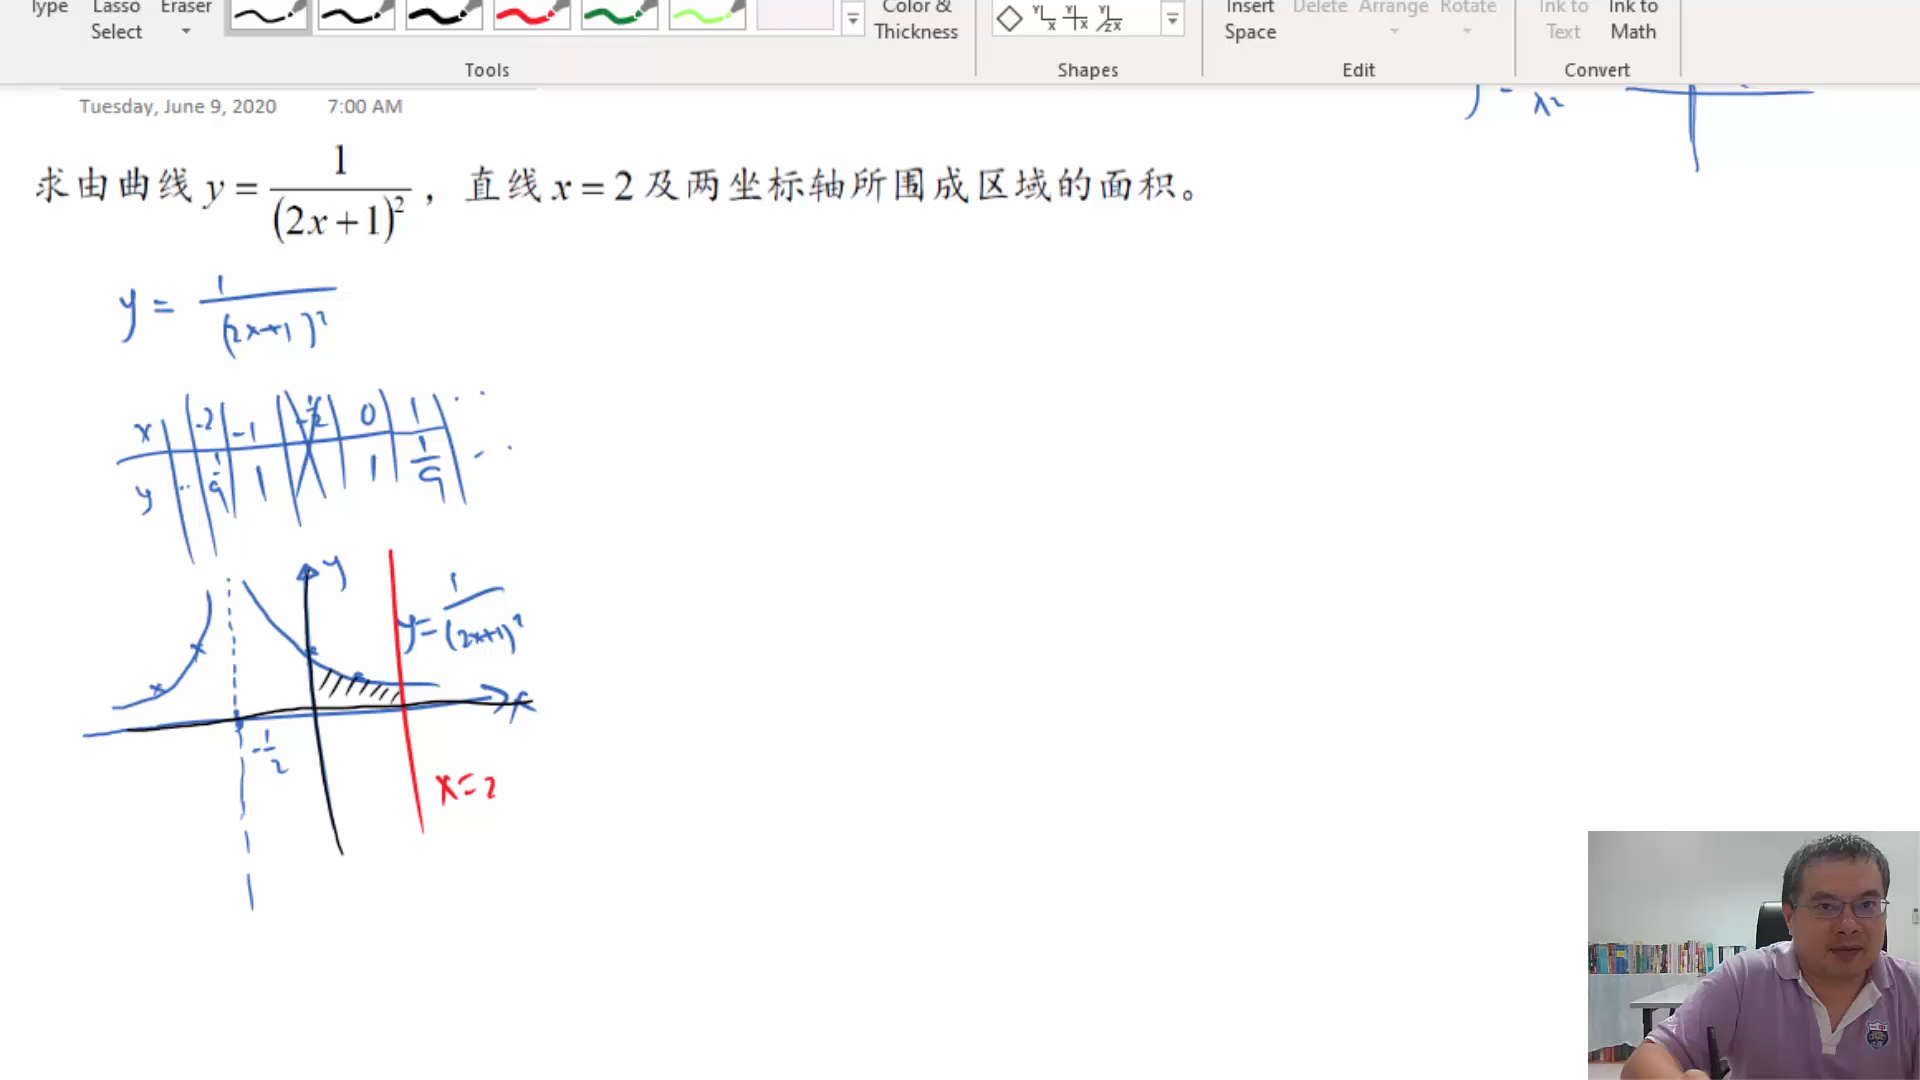 Type Lasso Select Eraser Color & Thickness Insert Space Delete Arrange Rotate Ink to Text Ink to Math
Tools Shapes Edit Convert
Tuesday, June 9, 2020 7:00 AM
求由曲线 y = 1/(2x+1)²，直线 x = 2 及两坐标轴所围成区域的面积。
y = 1/(2x+1)²
x -2 -1 -1/2 0 1 ..
y .. 1/9 1 1 1/9 ..
y
y = 1/(2x+1)²
x
-1/2
x = 2